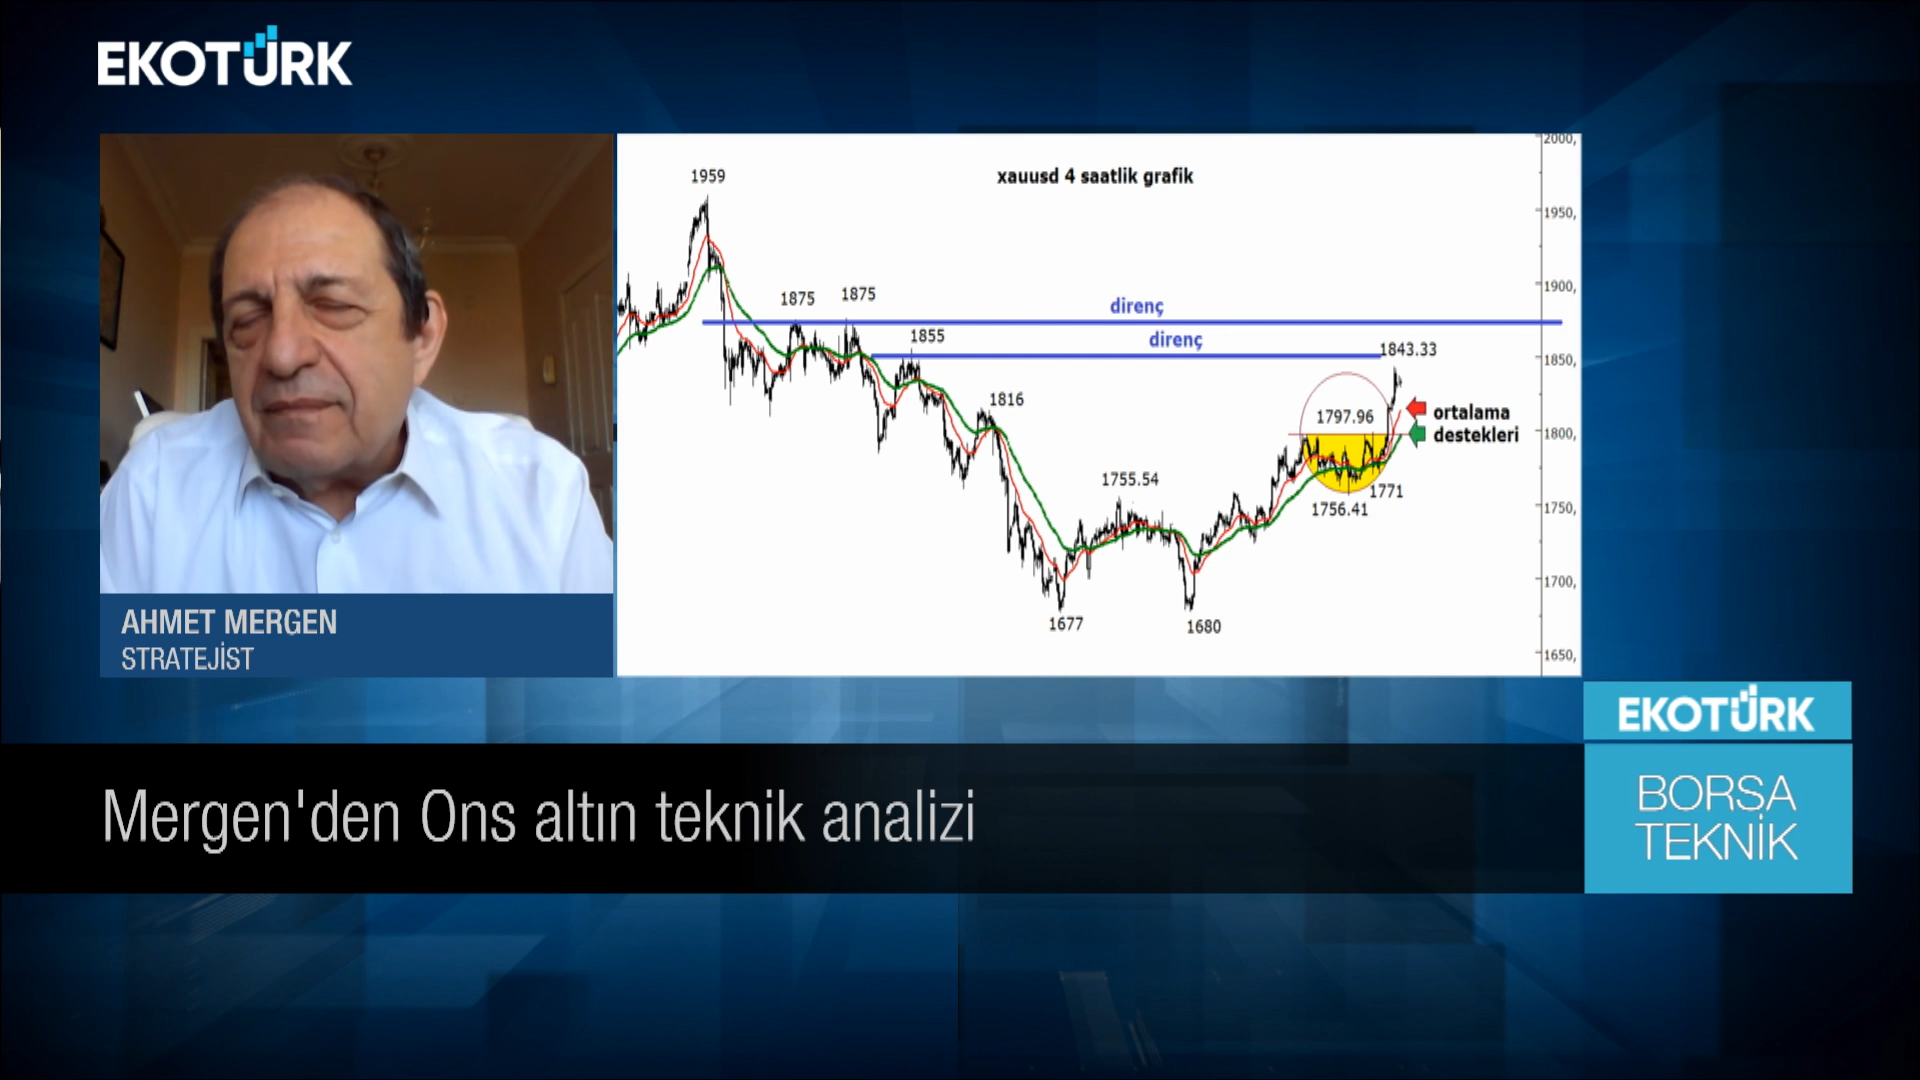 EKOTÜRK
2000,
1959
xauusd 4 saatlik grafik
1950,
1875
1875
direnç
1900,
1855
direnç
1843.33
1850,
1816
1797.96
ortalama
destekleri
1800,
1755.54
1771
1756.41
1750,
1700,
1677
1680
1650,
AHMET MERGEN
STRATEJİST
EKOTÜRK
BORSA
TEKNİK
Mergen'den Ons altın teknik analizi